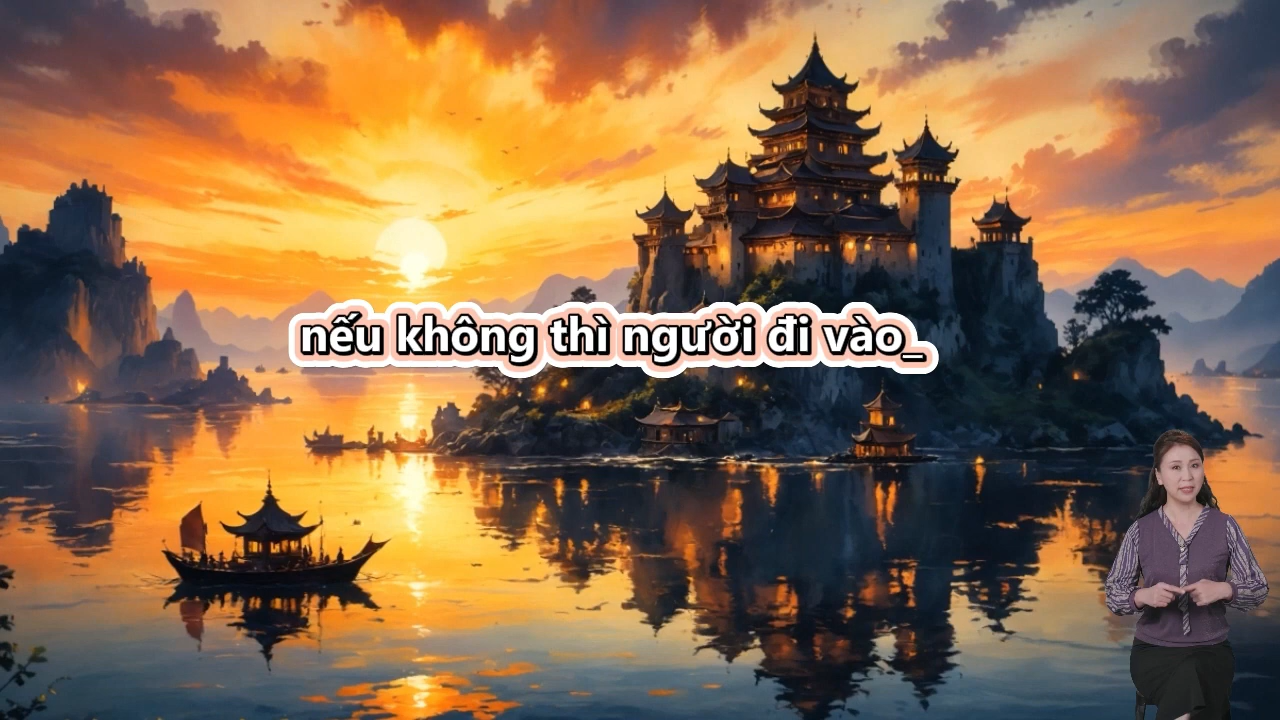 nếu không thì người đi vào_